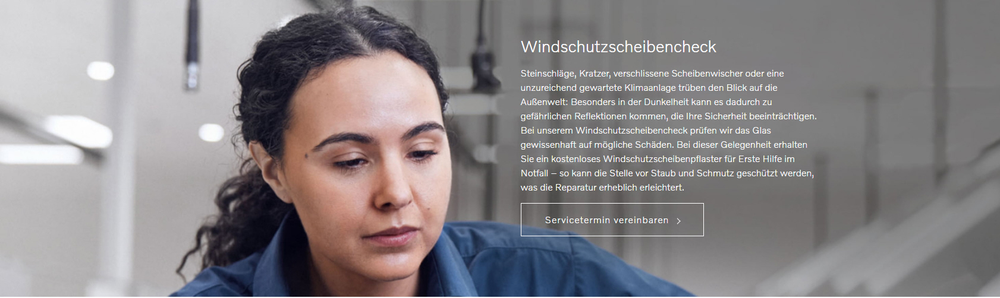 Windschutzscheibencheck
Steinschläge, Kratzer, verschlissene Scheibenwischer oder eine
unzureichend gewartete Klimaanlage trüben den Blick auf die
Außenwelt: Besonders in der Dunkelheit kann es dadurch zu
gefährlichen Reflektionen kommen, die Ihre Sicherheit beeinträchtigen.
Bei unserem Windschutzscheibencheck prüfen wir das Glas
gewissenhaft auf mögliche Schäden. Bei dieser Gelegenheit erhalten
Sie ein kostenloses Windschutzscheibenpflaster für Erste Hilfe im
Notfall – so kann die Stelle vor Staub und Schmutz geschützt werden,
was die Reparatur erheblich erleichtert.
Servicetermin vereinbaren